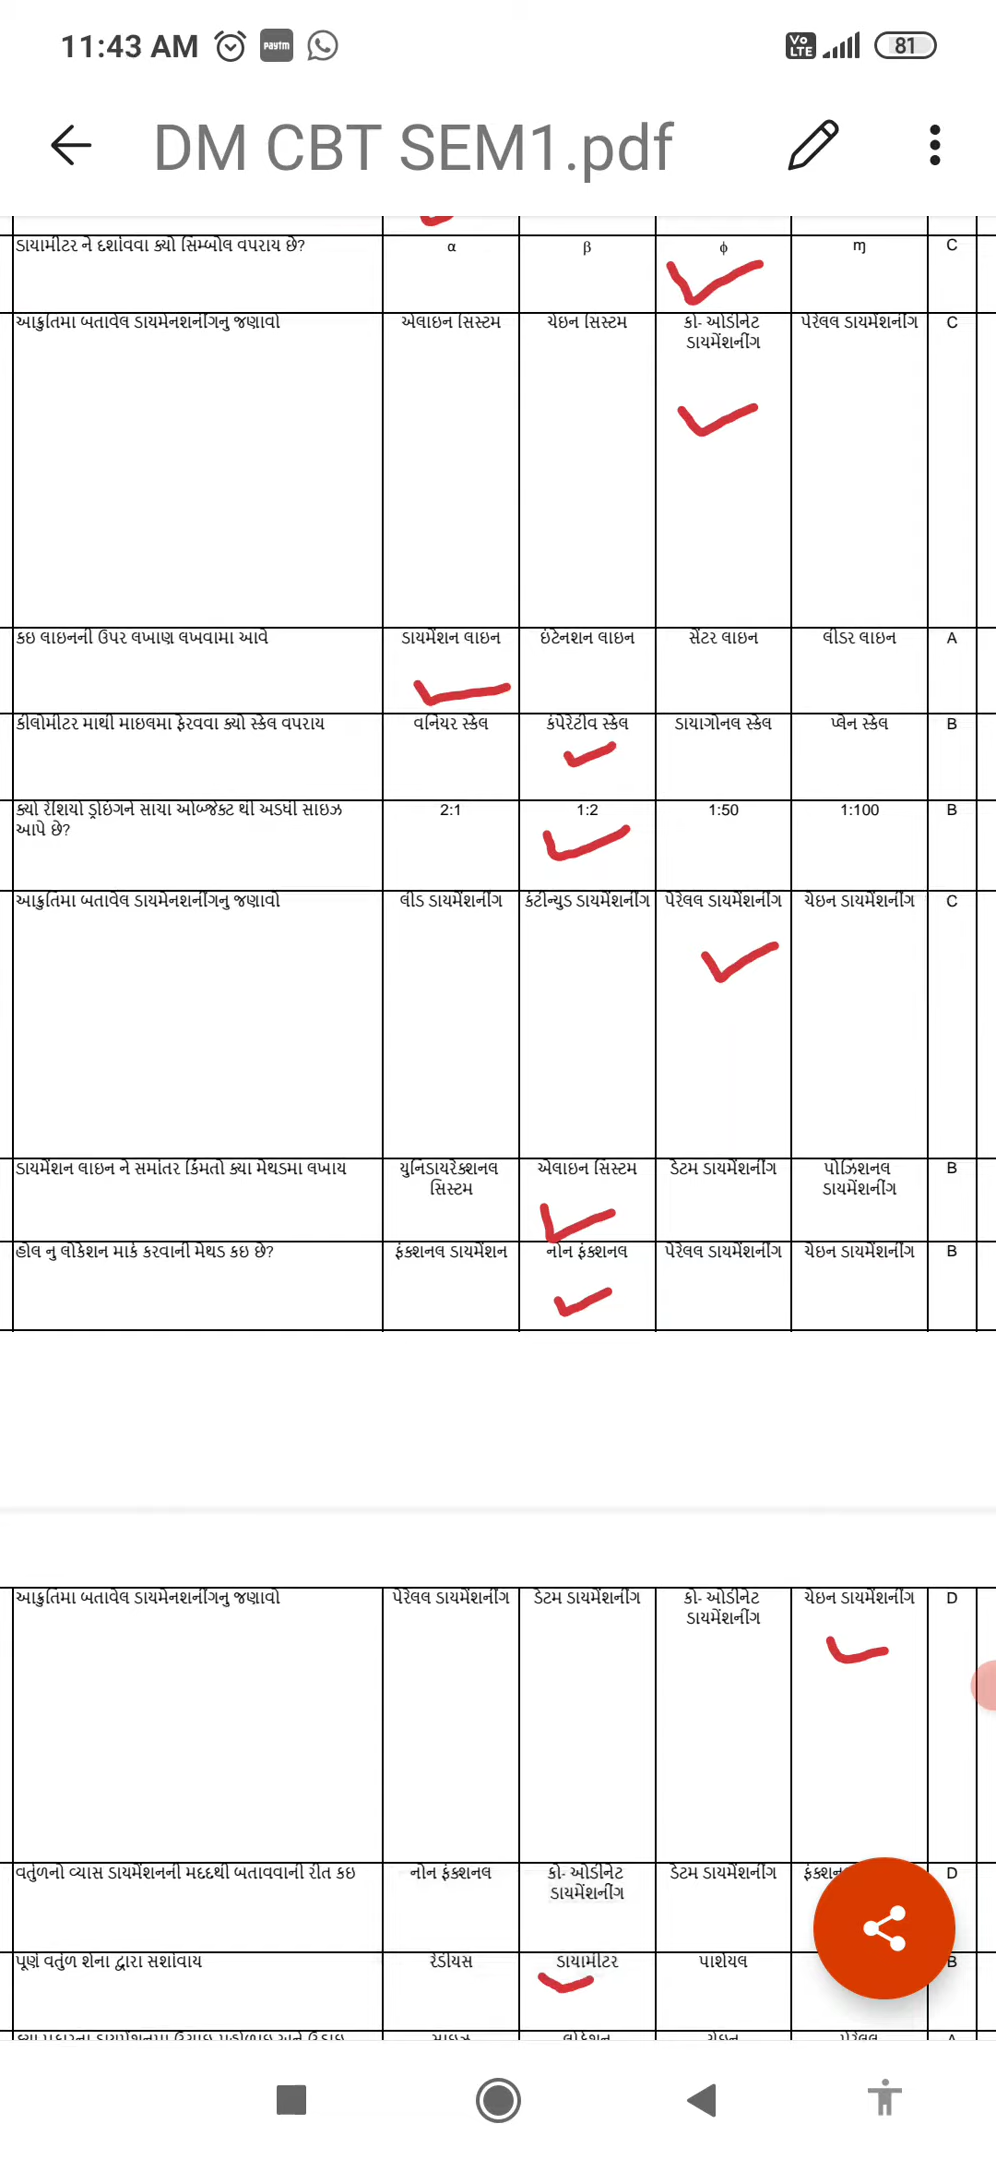 11:43 AM paytm Vo LTE 81
DM CBT SEM1.pdf
ડાયામીટર ને દર્શાવવા ક્યો સિમ્બોલ વપરાય છે? α β ϕ ɱ C
આકૃતિમા બતાવેલ ડાયમેનશનીંગનુ જણાવો એલાઇન સિસ્ટમ ચેઇન સિસ્ટમ કો- ઓર્ડીનેટ પેરેલલ ડાયમેંશનીંગ C
ડાયમેંશનીંગ
કઇ લાઇનની ઉપર લખાણ લખવામા આવે ડાયમેંશન લાઇન ઇંટેનશન લાઇન સેંટર લાઇન લીડર લાઇન A
કીલોમીટર માથી માઇલમા ફેરવવા ક્યો સ્કેલ વપરાય વર્નિયર સ્કેલ કંપેરેટીવ સ્કેલ ડાયાગોનલ સ્કેલ પ્લેન સ્કેલ B
ક્યો રેશિયો ડ્રોઇંગને સાચા ઓબ્જેક્ટ થી અડધી સાઇઝ 2:1 1:2 1:50 1:100 B
આપે છે?
આકૃતિમા બતાવેલ ડાયમેનશનીંગનુ જણાવો લીડ ડાયમેંશનીંગ કંટીન્યુડ ડાયમેંશનીંગ પેરેલલ ડાયમેંશનીંગ ચેઇન ડાયમેંશનીંગ C
ડાયમેંશન લાઇન ને સમાંતર કિંમતો ક્યા મેથડમા લખાય યુનિડાયરેક્શનલ એલાઇન સિસ્ટમ ડેટમ ડાયમેંશનીંગ પોઝિશનલ B
સિસ્ટમ ડાયમેંશનીંગ
હોલ નુ લોકેશન માર્ક કરવાની મેથડ કઇ છે? ફંક્શનલ ડાયમેંશન નોન ફંક્શનલ પેરેલલ ડાયમેંશનીંગ ચેઇન ડાયમેંશનીંગ B
આકૃતિમા બતાવેલ ડાયમેનશનીંગનુ જણાવો પેરેલલ ડાયમેંશનીંગ ડેટમ ડાયમેંશનીંગ કો- ઓર્ડીનેટ ચેઇન ડાયમેંશનીંગ D
ડાયમેંશનીંગ
વર્તુળનો વ્યાસ ડાયમેંશનની મદદથી બતાવવાની રીત કઇ નોન ફંક્શનલ કો- ઓર્ડીનેટ ડેટમ ડાયમેંશનીંગ D
ડાયમેંશનીંગ
પૂર્ણ વર્તુળ શેના દ્વારા સર્શાવાય રેડીયસ ડાયામીટર પાર્શયલ B